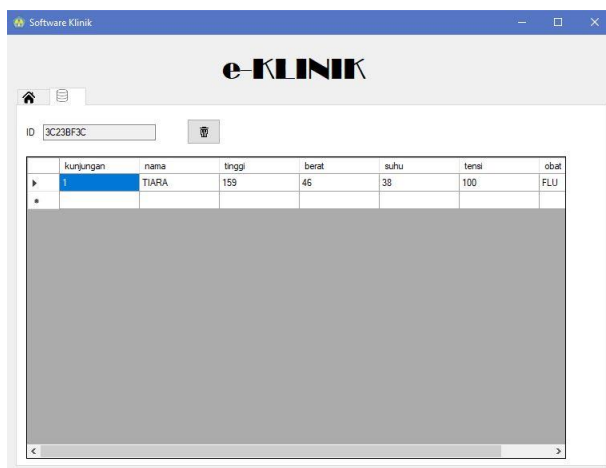 Software Klinik
e-KLINIK
ID 3C23BF3C
kunjungan nama tinggi berat suhu tensi obat
1 TIARA 159 46 38 100 FLU